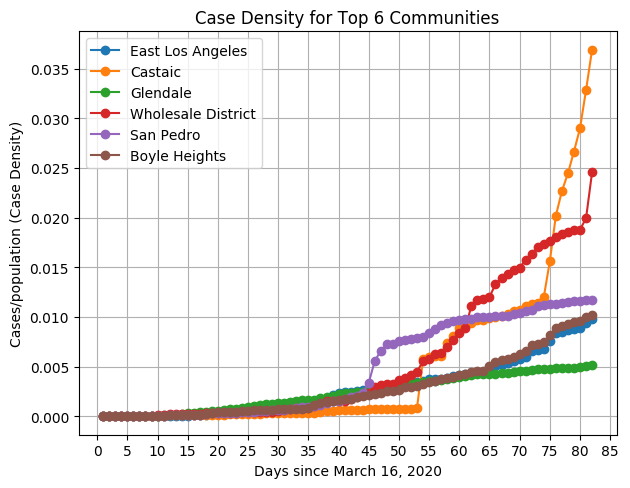 Case Density for Top 6 Communities
East Los Angeles
Castaic
Glendale
Wholesale District
San Pedro
Boyle Heights
Cases/population (Case Density)
0.035
0.030
0.025
0.020
0.015
0.010
0.005
0.000
0 5 10 15 20 25 30 35 40 45 50 55 60 65 70 75 80 85
Days since March 16, 2020